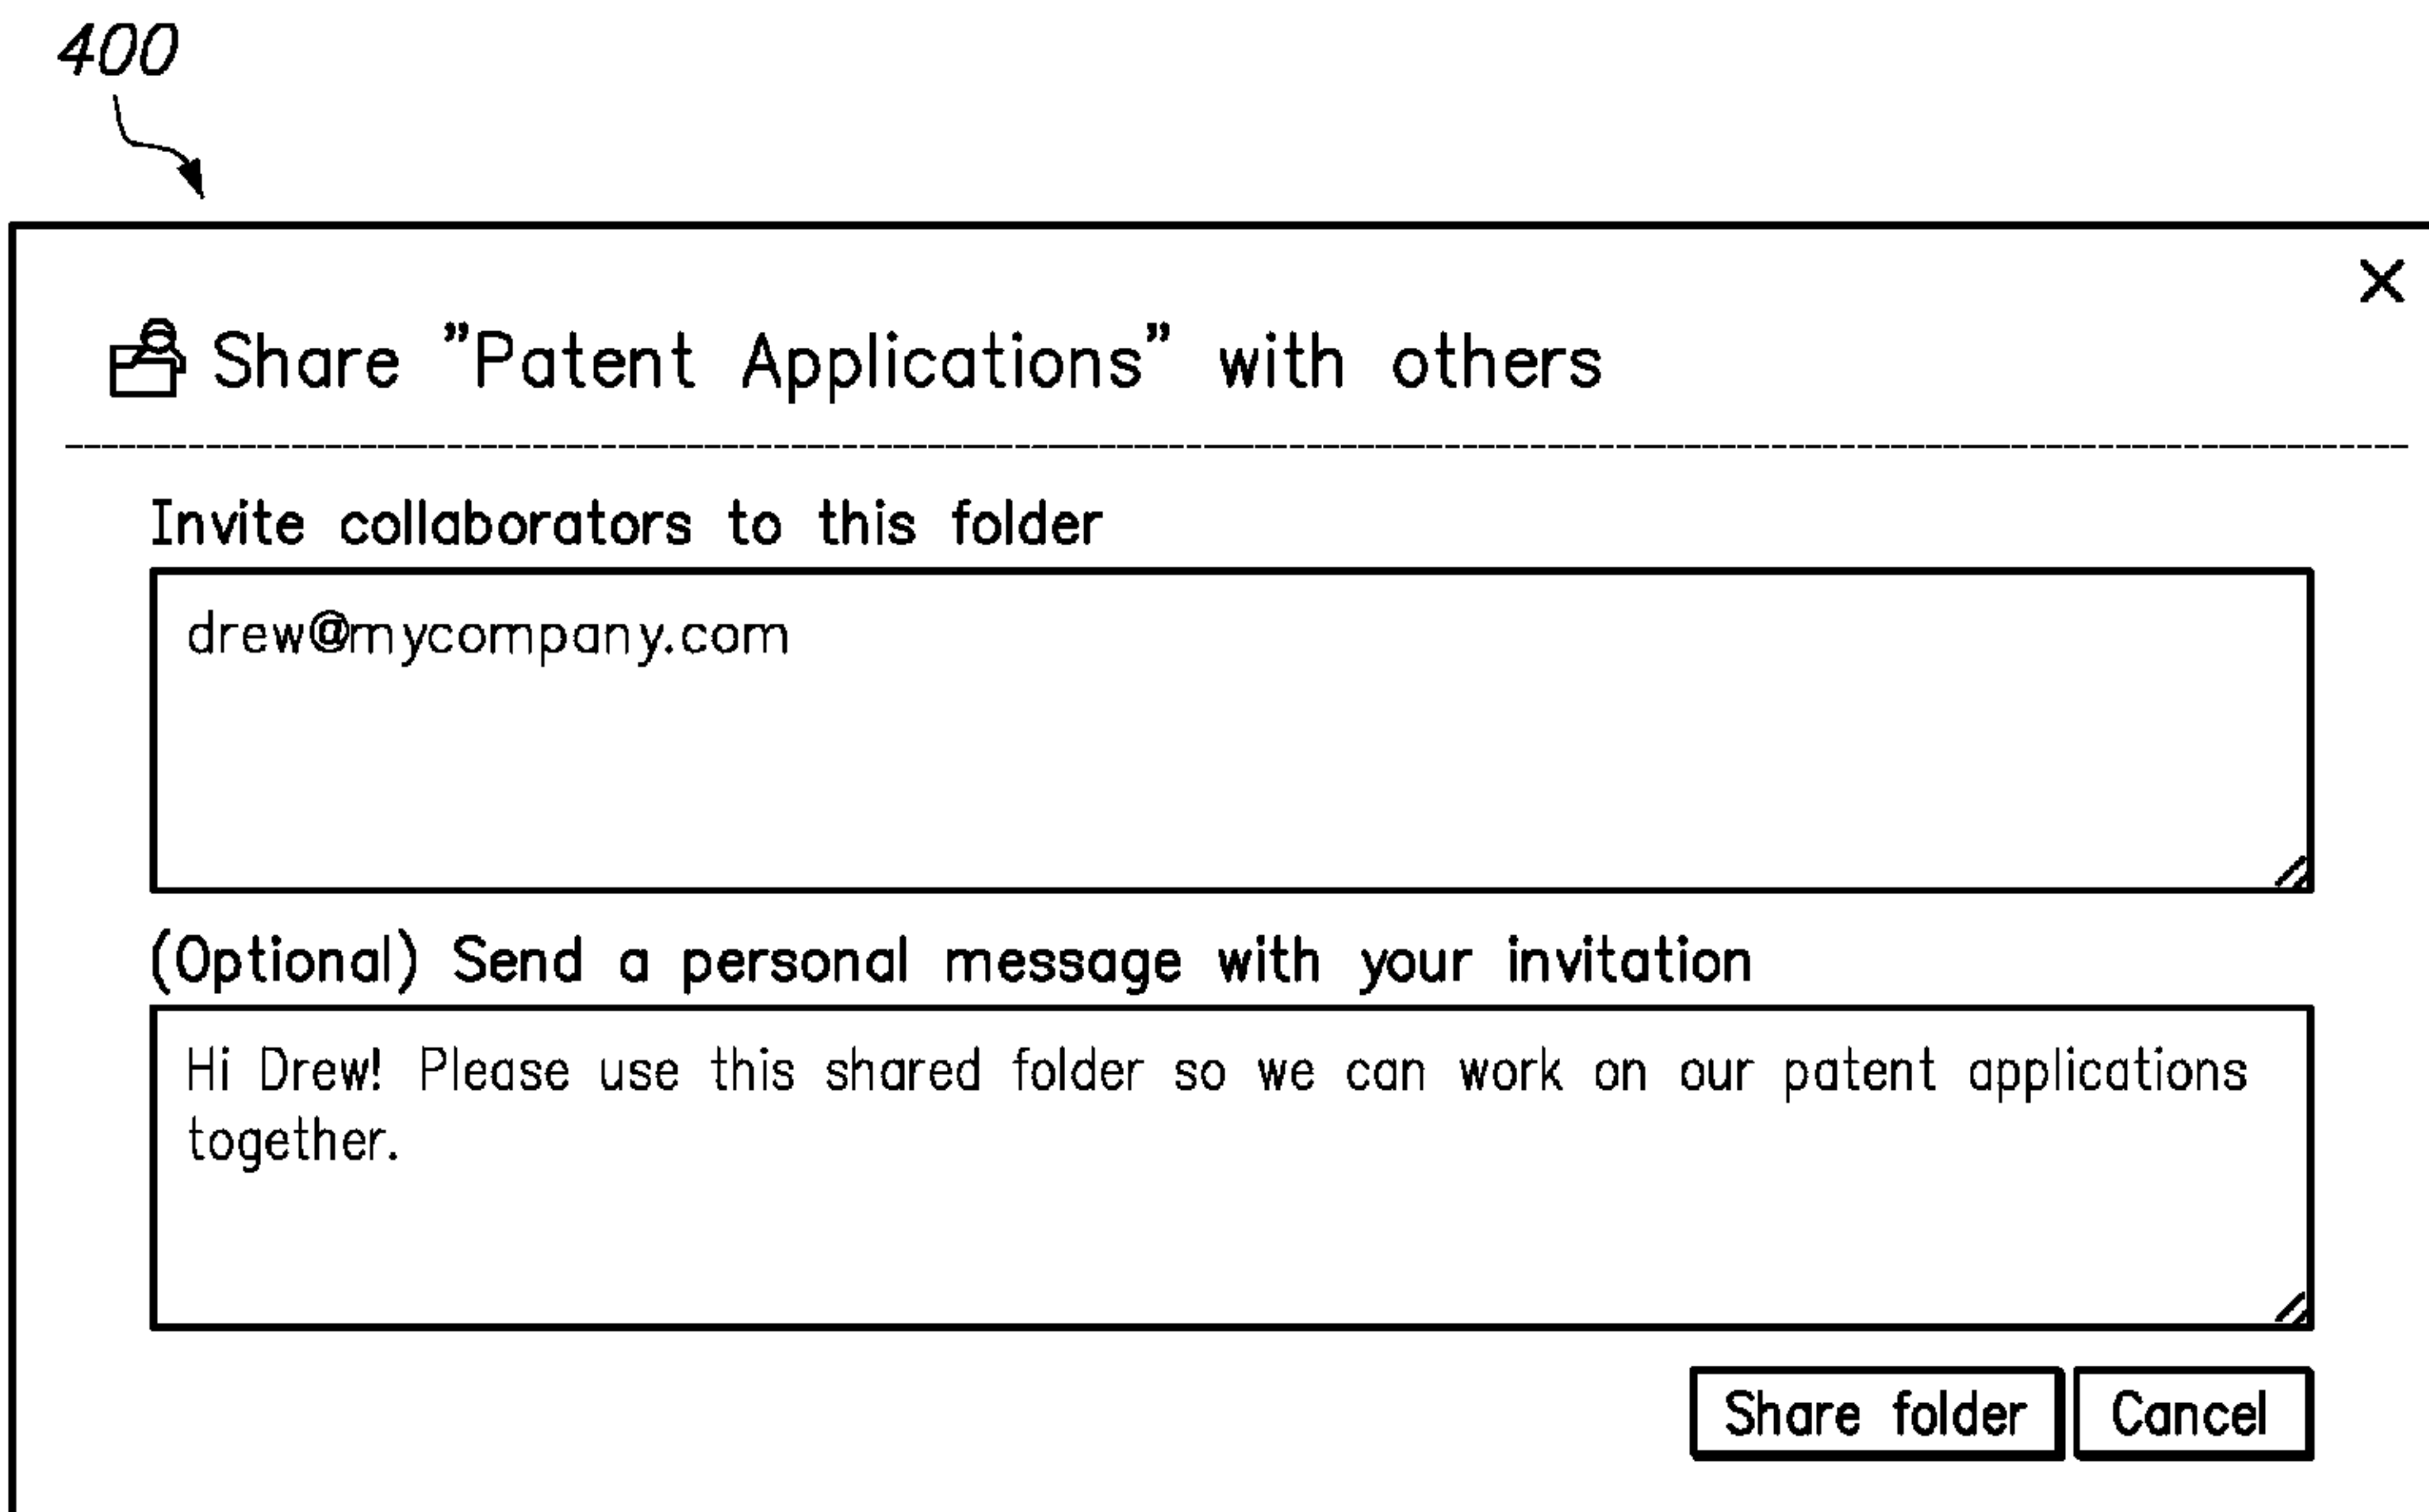 400
×
Share "Patent Applications" with others
Invite collaborators to this folder
drew@mycompany.com
(Optional) Send a personal message with your invitation
Hi Drew! Please use this shared folder so we can work on our patent applications
together.
Share folder
Cancel